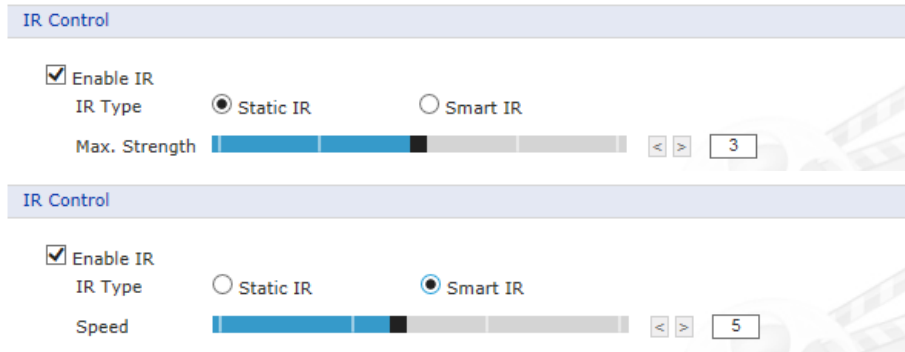 IR Control
Enable IR
IR Type Static IR Smart IR
Max. Strength < > 3
IR Control
Enable IR
IR Type Static IR Smart IR
Speed < > 5